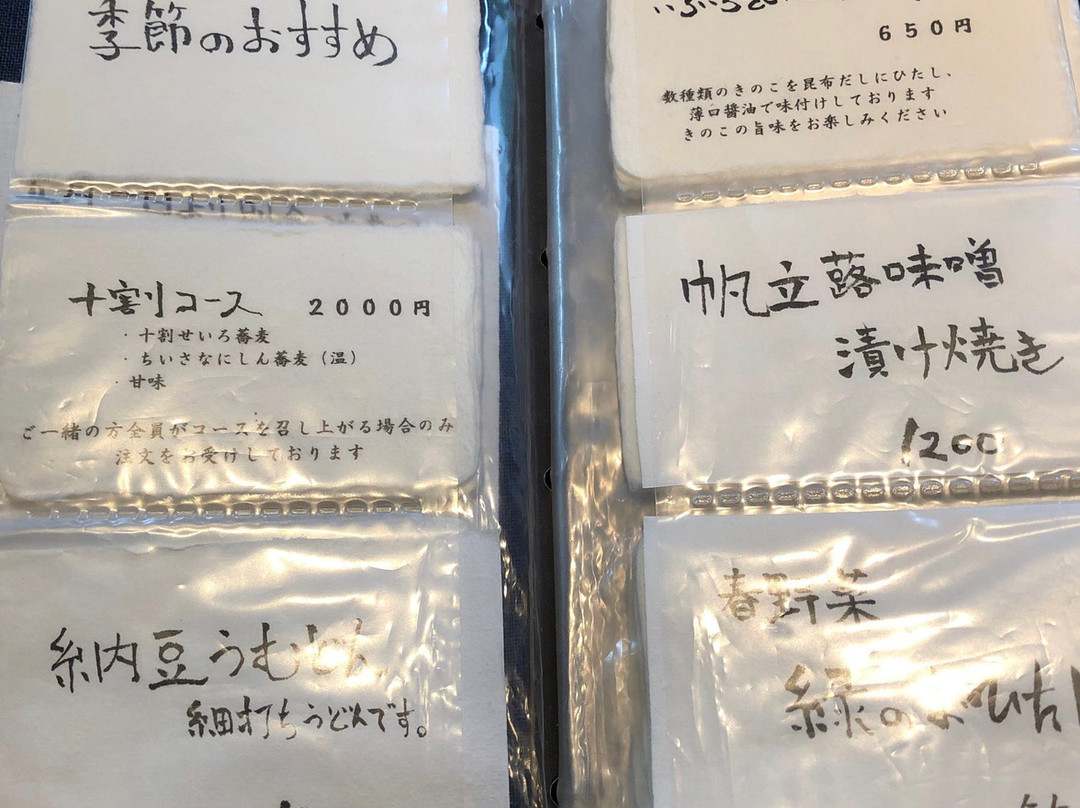 季節のおすすめ
十割コース 2000円
・十割せいろ蕎麦
・ちいさなにしん蕎麦（温）
・甘味
ご一緒の方全員がコースを召し上がる場合のみ
注文をお受けしております
納豆うむどん
細打ちうどんです。
650円
数種類のきのこを昆布だしにひたし、
薄口醤油で味付けしております
きのこの旨味をお楽しみください
帆立蕗味噌
漬け焼き
1200
春野菜
緑のおひた